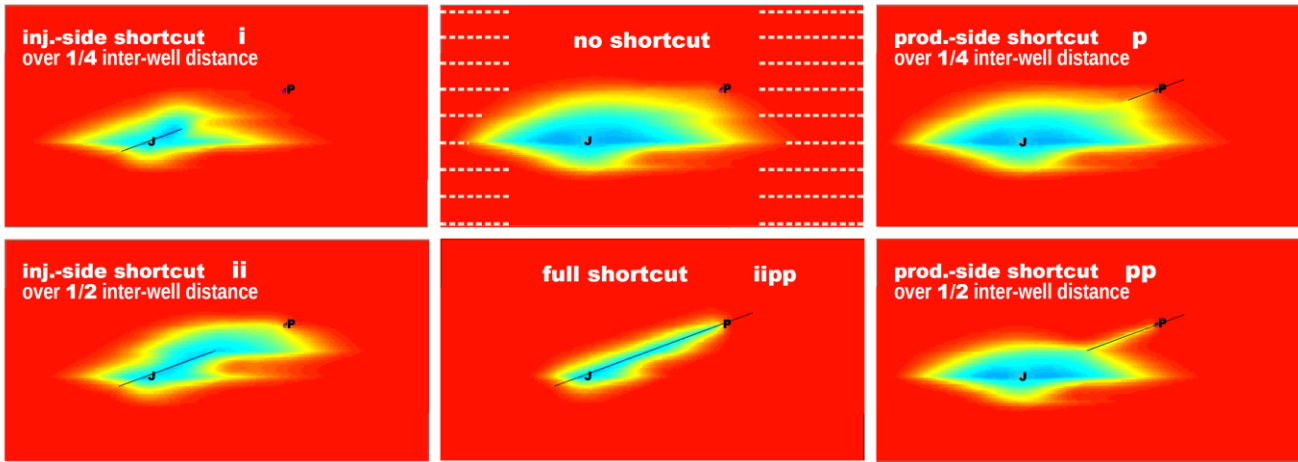 inj.-side shortcut i
over 1/4 inter-well distance
P
J
no shortcut
P
J
prod.-side shortcut p
over 1/4 inter-well distance
P
J
inj.-side shortcut ii
over 1/2 inter-well distance
P
J
full shortcut iipp
P
J
prod.-side shortcut pp
over 1/2 inter-well distance
P
J